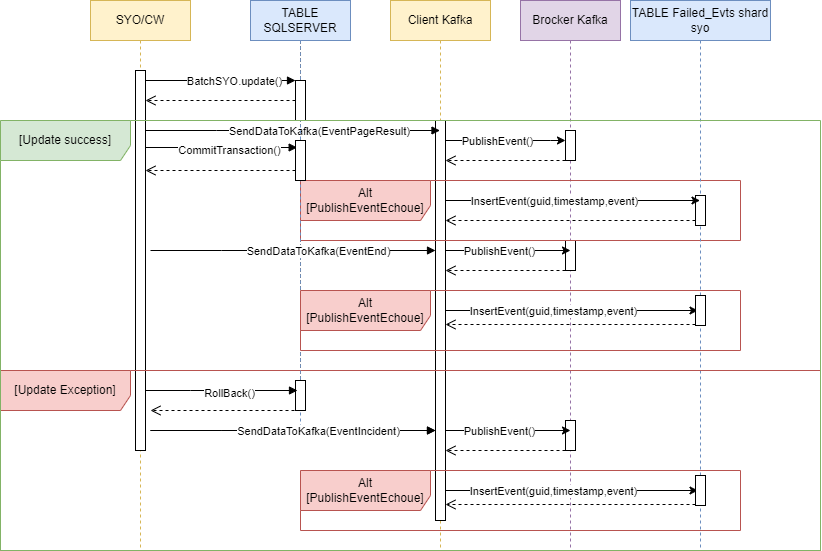 SYO/CW
TABLE
SQLSERVER
Client Kafka
Brocker Kafka
TABLE Failed_Evts shard
syo
BatchSYO.update()
[Update success]
SendDataToKafka(EventPageResult)
PublishEvent()
CommitTransaction()
Alt
[PublishEventEchoue]
InsertEvent(guid,timestamp,event)
SendDataToKafka(EventEnd)
PublishEvent()
Alt
[PublishEventEchoue]
InsertEvent(guid,timestamp,event)
[Update Exception]
RollBack()
SendDataToKafka(EventIncident)
PublishEvent()
Alt
[PublishEventEchoue]
InsertEvent(guid,timestamp,event)